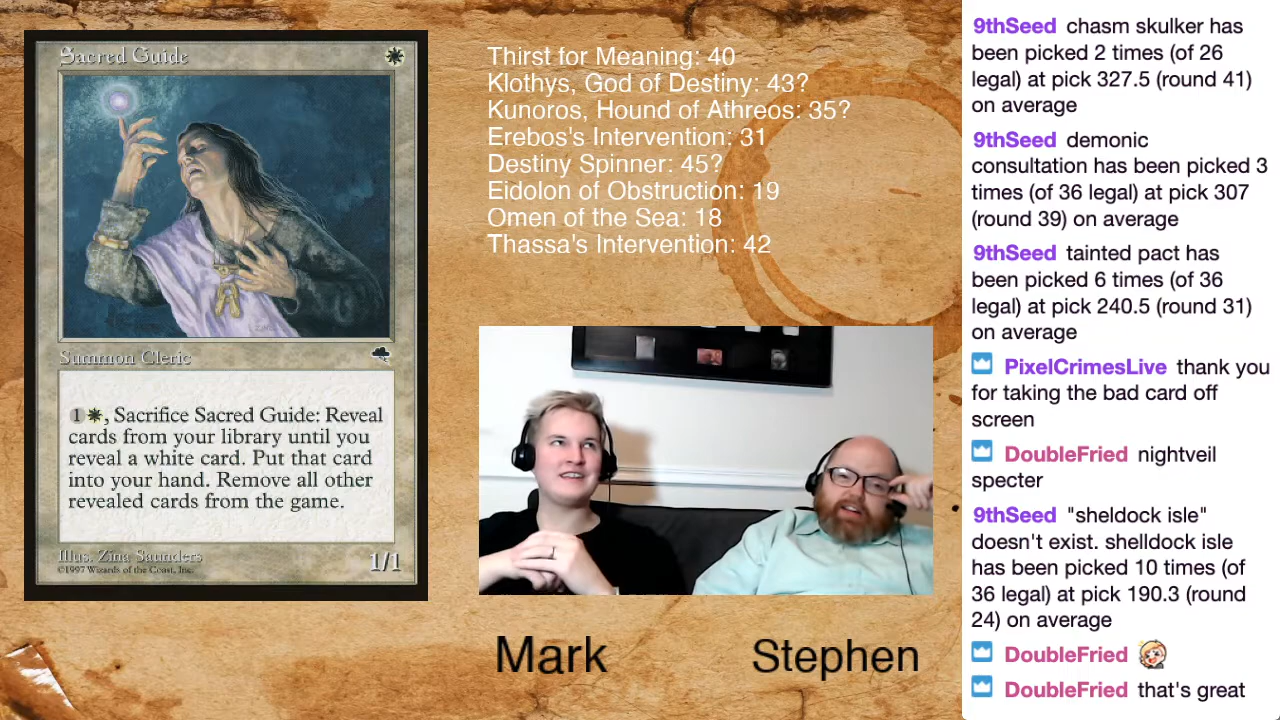 Sacred Guide
Summon Cleric
1, Sacrifice Sacred Guide: Reveal
cards from your library until you
reveal a white card. Put that card
into your hand. Remove all other
revealed cards from the game.
Illus. Zina Saunders
©1997 Wizards of the Coast, Inc.
1/1
Thirst for Meaning: 40
Klothys, God of Destiny: 43?
Kunoros, Hound of Athreos: 35?
Erebos's Intervention: 31
Destiny Spinner: 45?
Eidolon of Obstruction: 19
Omen of the Sea: 18
Thassa's Intervention: 42
Mark
Stephen
9thSeed chasm skulker has
been picked 2 times (of 26
legal) at pick 327.5 (round 41)
on average
9thSeed demonic
consultation has been picked 3
times (of 36 legal) at pick 307
(round 39) on average
9thSeed tainted pact has
been picked 6 times (of 36
legal) at pick 240.5 (round 31)
on average
PixelCrimesLive thank you
for taking the bad card off
screen
DoubleFried nightveil
specter
9thSeed "sheldock isle"
doesn't exist. shelldock isle
has been picked 10 times (of
36 legal) at pick 190.3 (round
24) on average
DoubleFried
DoubleFried that's great